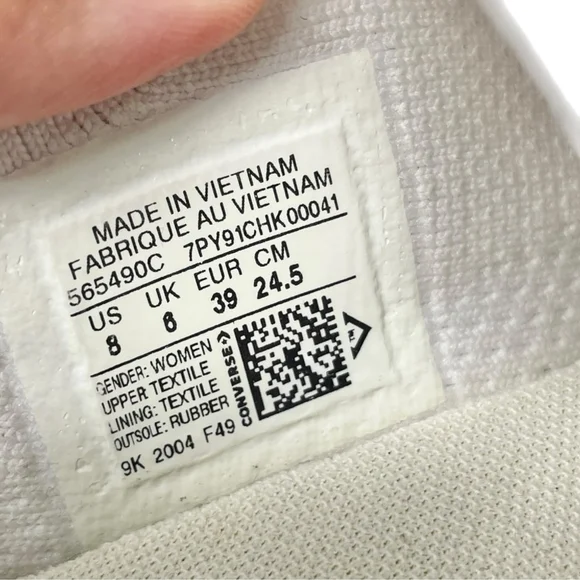 MADE IN VIETNAM
FABRIQUE AU VIETNAM
565490C 7PY91CHK00041
US UK EUR CM
8 6 39 24.5
GENDER: WOMEN
UPPER: TEXTILE
LINING: TEXTILE
OUTSOLE: RUBBER
9K 2004 F49
CONVERSE